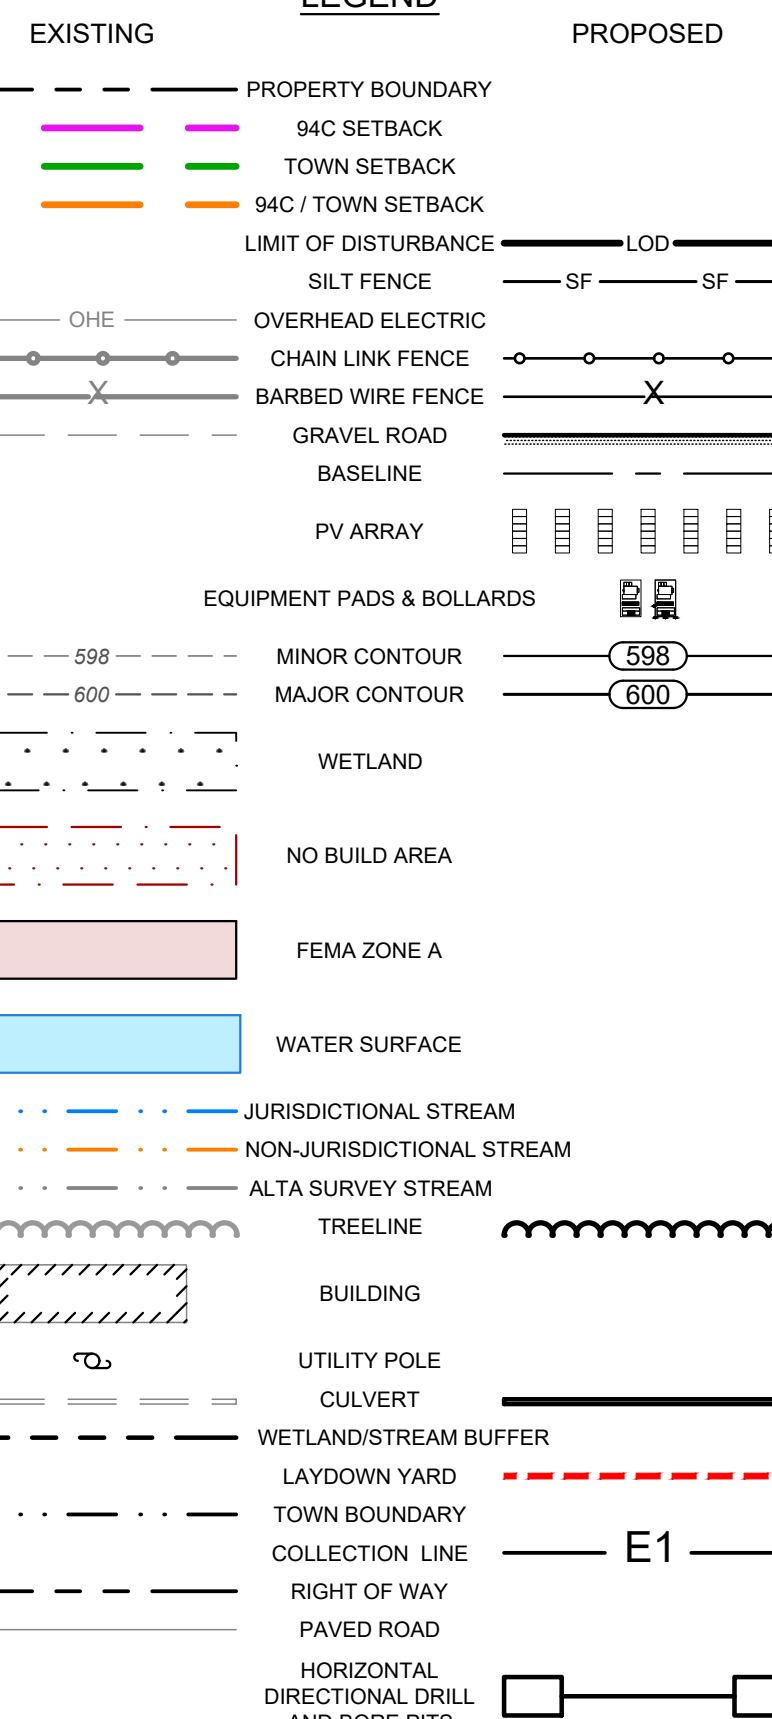 LEGEND
EXISTING PROPOSED
PROPERTY BOUNDARY
94C SETBACK
TOWN SETBACK
94C / TOWN SETBACK
LIMIT OF DISTURBANCE LOD
SILT FENCE SF SF
OHE OVERHEAD ELECTRIC
CHAIN LINK FENCE
X BARBED WIRE FENCE X
GRAVEL ROAD
BASELINE
PV ARRAY
EQUIPMENT PADS & BOLLARDS
598 MINOR CONTOUR 598
600 MAJOR CONTOUR 600
WETLAND
NO BUILD AREA
FEMA ZONE A
WATER SURFACE
JURISDICTIONAL STREAM
NON-JURISDICTIONAL STREAM
ALTA SURVEY STREAM
TREELINE
BUILDING
UTILITY POLE
CULVERT
WETLAND/STREAM BUFFER
LAYDOWN YARD
TOWN BOUNDARY
COLLECTION LINE E1
RIGHT OF WAY
PAVED ROAD
HORIZONTAL
DIRECTIONAL DRILL
AND BORE PITS